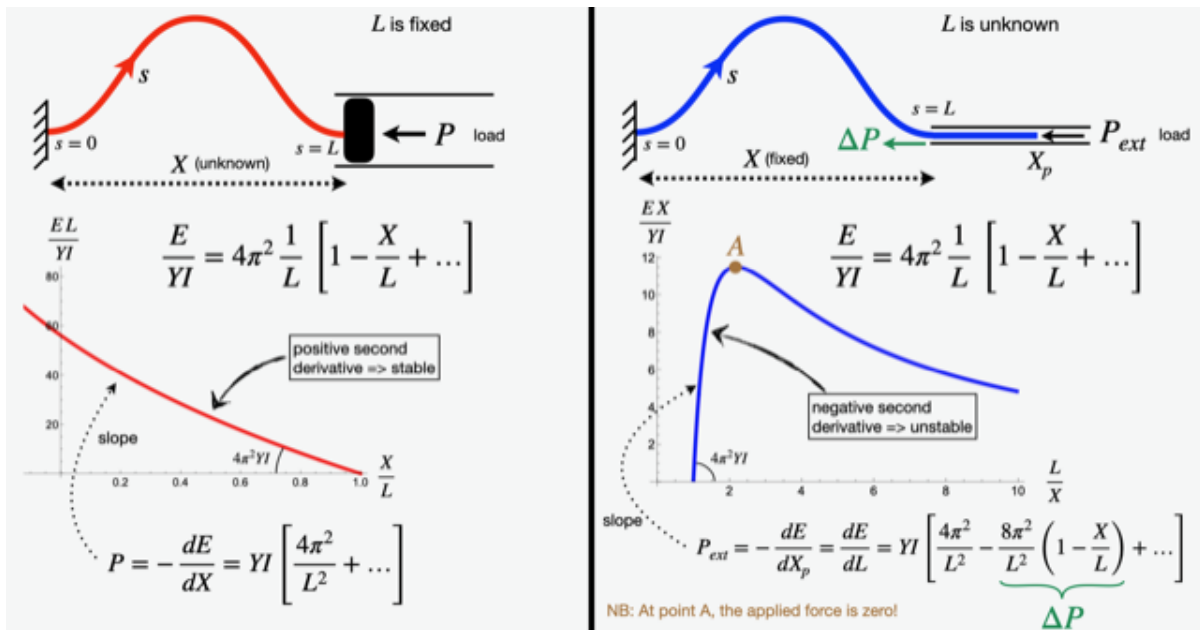 L is fixed
s
s = 0
s = L
P load
X (unknown)
EL/YI
E/YI = 4π² 1/L [1 − X/L + ...]
80
60
40
20
positive second
derivative => stable
slope
4π²YI
0.2 0.4 0.6 0.8 1.0
X/L
P = − dE/dX = YI [4π²/L² + ...]
L is unknown
s
s = 0
s = L
ΔP
P_ext load
X (fixed)
X_p
EX/YI
E/YI = 4π² 1/L [1 − X/L + ...]
A
12
10
8
6
4
2
negative second
derivative => unstable
4π²YI
2 4 6 8 10
L/X
slope
P_ext = − dE/dX_p = dE/dL = YI [4π²/L² − 8π²/L² (1 − X/L) + ...]
ΔP
NB: At point A, the applied force is zero!